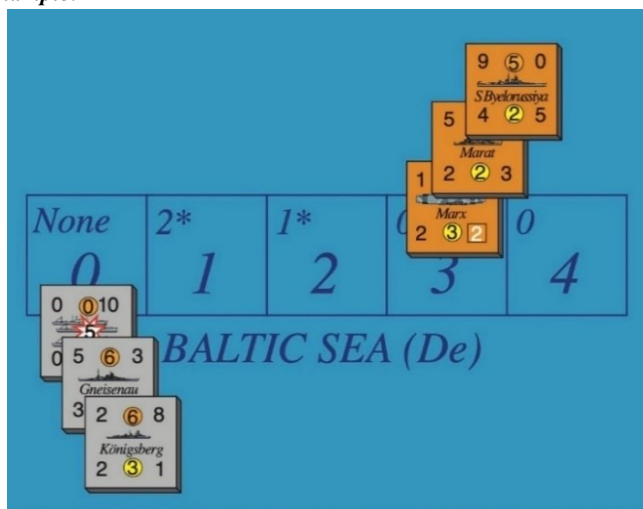 9 5 0
S Byelorussiya
4 2 5
5
Marat
2 2 3
1
Marx
2 3 2
None 2* 1* 0
0 1 2 3 4
BALTIC SEA (De)
0 0 10
5
0
5 6 3
Gneisenau
3
2 6 8
Königsberg
2 3 1